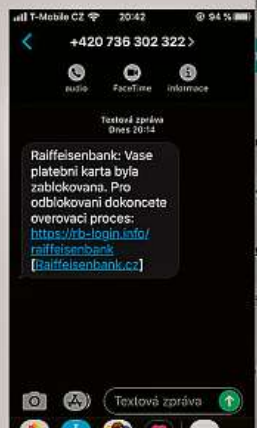 T-Mobile CZ 20:42 94 %
+420 736 302 322 >
audio FaceTime informace
Textová zpráva
Dnes 20:14
Raiffeisenbank: Vase
platebni karta byla
zablokovana. Pro
odblokovani dokoncete
overovaci proces:
https://rb-login.info/
raiffeisenbank
[Raiffeisenbank.cz]
Textová zpráva